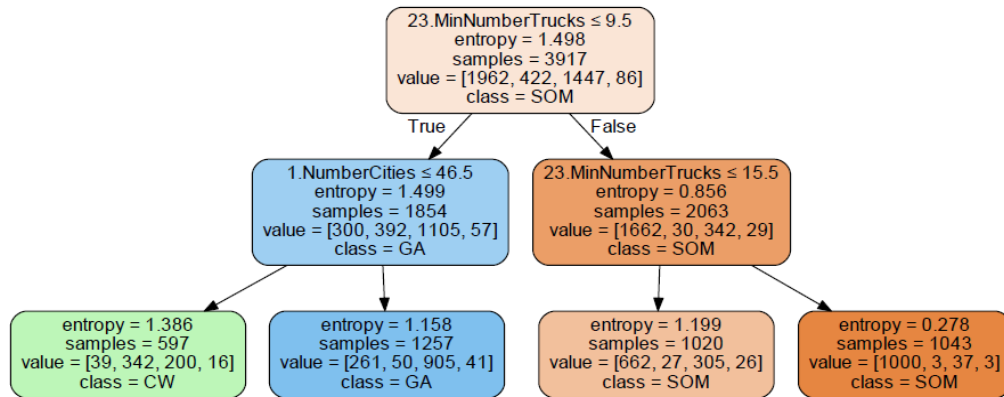 23.MinNumberTrucks ≤ 9.5
entropy = 1.498
samples = 3917
value = [1962, 422, 1447, 86]
class = SOM
True
False
1.NumberCities ≤ 46.5
entropy = 1.499
samples = 1854
value = [300, 392, 1105, 57]
class = GA
23.MinNumberTrucks ≤ 15.5
entropy = 0.856
samples = 2063
value = [1662, 30, 342, 29]
class = SOM
entropy = 1.386
samples = 597
value = [39, 342, 200, 16]
class = CW
entropy = 1.158
samples = 1257
value = [261, 50, 905, 41]
class = GA
entropy = 1.199
samples = 1020
value = [662, 27, 305, 26]
class = SOM
entropy = 0.278
samples = 1043
value = [1000, 3, 37, 3]
class = SOM